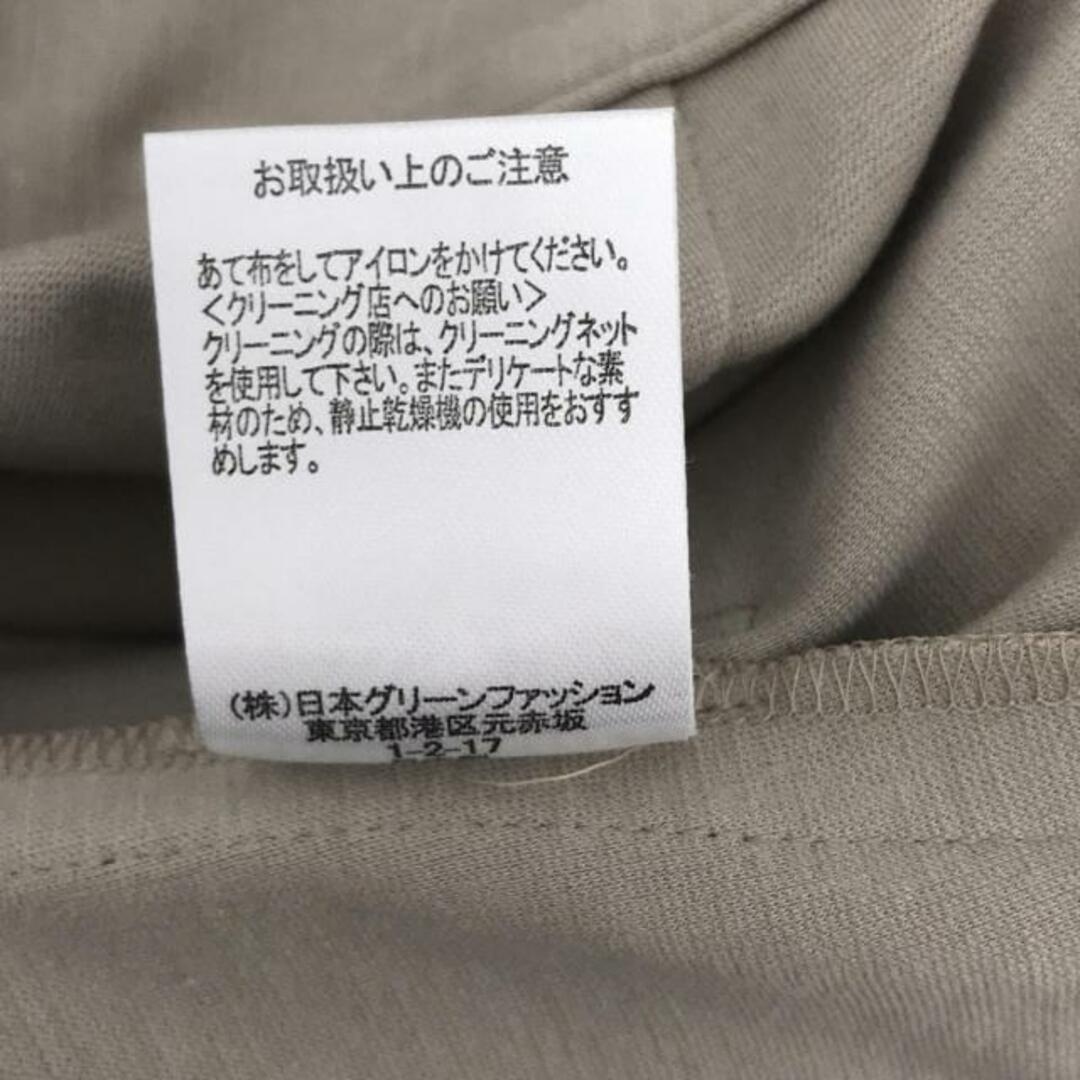 お取扱い上のご注意
あて布をしてアイロンをかけてください。
<クリーニング店へのお願い>
クリーニングの際は、クリーニングネット
を使用して下さい。またデリケートな素
材のため、静止乾燥機の使用をおすす
めします。
(株)日本グリーンファッション
東京都港区元赤坂
1-2-17